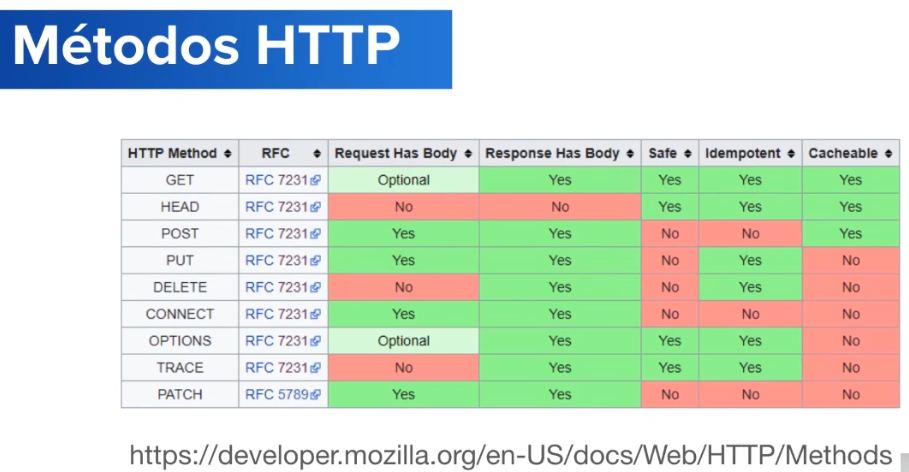 Métodos HTTP
HTTP Method RFC Request Has Body Response Has Body Safe Idempotent Cacheable
GET RFC 7231 Optional Yes Yes Yes Yes
HEAD RFC 7231 No No Yes Yes Yes
POST RFC 7231 Yes Yes No No Yes
PUT RFC 7231 Yes Yes No Yes No
DELETE RFC 7231 No Yes No Yes No
CONNECT RFC 7231 Yes Yes No No No
OPTIONS RFC 7231 Optional Yes Yes Yes No
TRACE RFC 7231 No Yes Yes Yes No
PATCH RFC 5789 Yes Yes No No No
https://developer.mozilla.org/en-US/docs/Web/HTTP/Methods